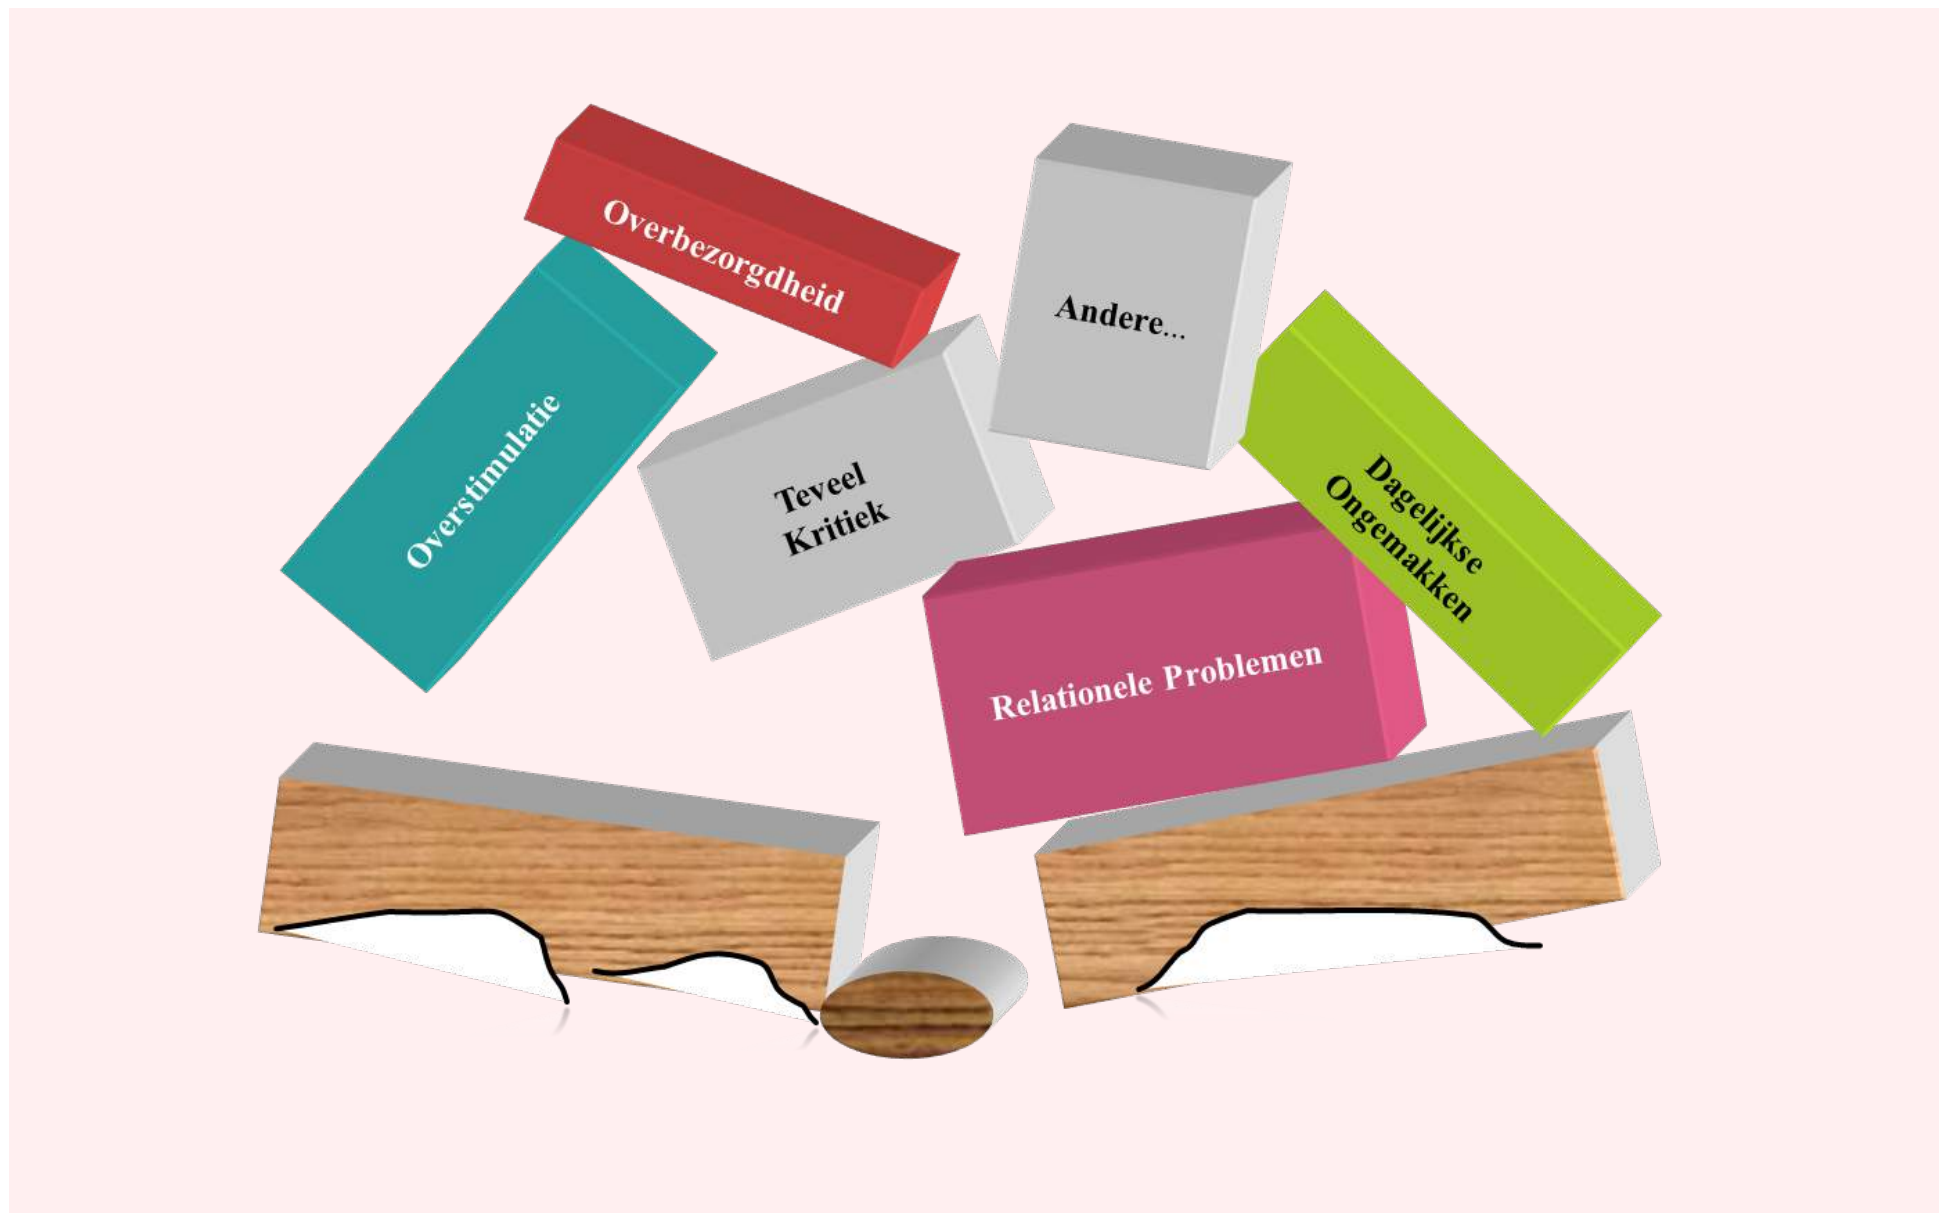 Overbezorgdheid
Andere...
Overstimulatie
Teveel
Kritiek
Dagelijkse
Ongemakken
Relationele Problemen